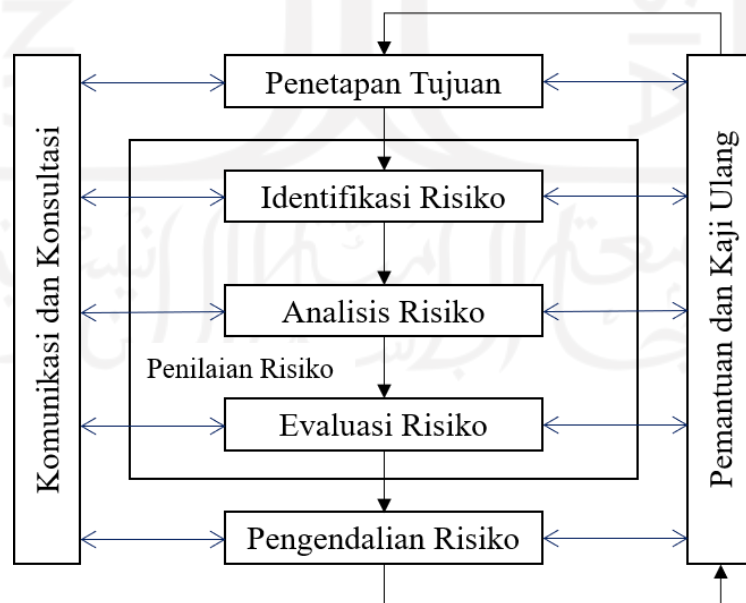 Penetapan Tujuan
Komunikasi dan Konsultasi
Identifikasi Risiko
Analisis Risiko
Penilaian Risiko
Evaluasi Risiko
Pengendalian Risiko
Pemantuan dan Kaji Ulang